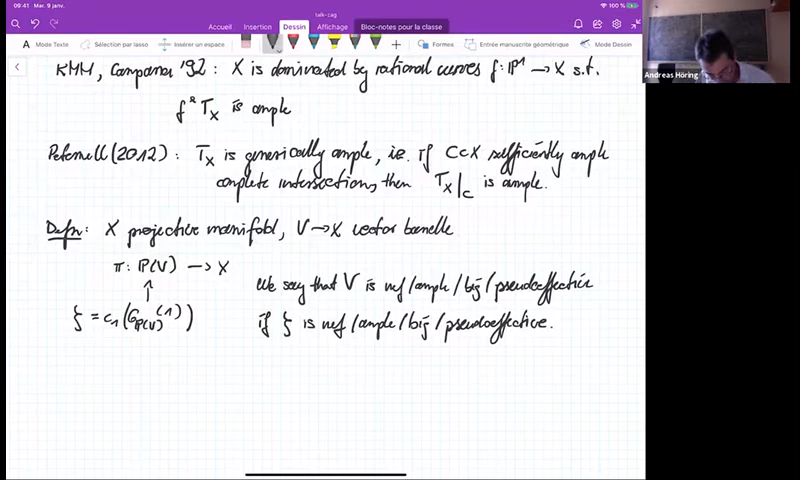 09:41 Mar. 9 janv.
talk-zag
100 %
Accueil Insertion Dessin Affichage Bloc-notes pour la classe
A Mode Texte Sélection par lasso Insérer un espace Formes Entrée manuscrite géométrique Mode Dessin
KMM, Campana '92 : X is dominated by rational curves f: ℙ¹ → X s.t.
f* T_X is ample
Peternell (2012) : T_X is generically ample, i.e. if C⊂X sufficiently ample
complete intersections, then T_X|_C is ample.
Defn: X projective manifold, V → X vector bundle
π: ℙ(V) → X
We say that V is nef/ample/big/pseudoeffective
↑
ξ = c₁(O_{ℙ(V)}(1))
if ξ is nef/ample/big/pseudoeffective.
Andreas Höring